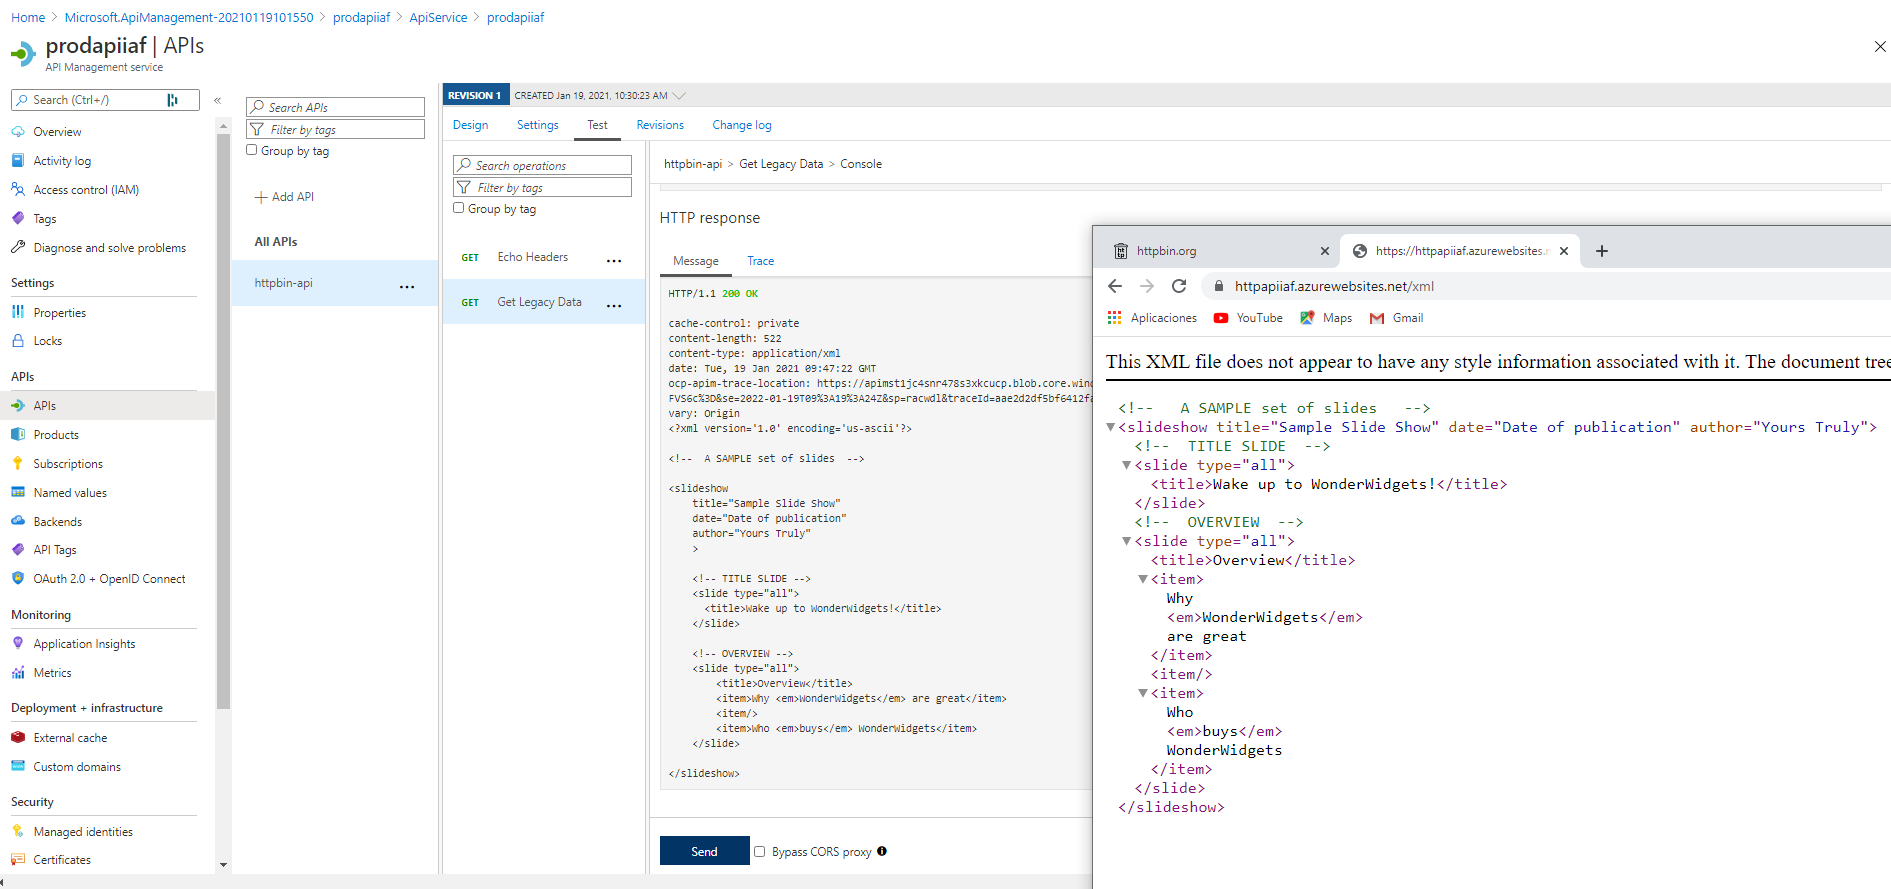 Home > Microsoft.ApiManagement-20210119101550 > prodapiiaf > ApiService > prodapiiaf
prodapiiaf | APIs
API Management service
Search (Ctrl+/)
«
Overview
Activity log
Access control (IAM)
Tags
Diagnose and solve problems
Settings
Properties
Locks
APIs
APIs
Products
Subscriptions
Named values
Backends
API Tags
OAuth 2.0 + OpenID Connect
Monitoring
Application Insights
Metrics
Deployment + infrastructure
External cache
Custom domains
Security
Managed identities
Certificates
Search APIs
Filter by tags
Group by tag
+ Add API
All APIs
httpbin-api ...
REVISION 1 CREATED Jan 19, 2021, 10:30:23 AM
Design Settings Test Revisions Change log
Search operations
Filter by tags
Group by tag
GET Echo Headers ...
GET Get Legacy Data ...
httpbin-api > Get Legacy Data > Console
HTTP response
Message Trace
HTTP/1.1 200 OK
cache-control: private
content-length: 522
content-type: application/xml
date: Tue, 19 Jan 2021 09:47:22 GMT
ocp-apim-trace-location: https://apimst1jc4snr478s3xkcucp.blob.core.wind
FVS6c%3D&se=2022-01-19T09%3A19%3A24Z&sp=racwdl&traceId=aae2d2df5bf6412fa
vary: Origin
<?xml version='1.0' encoding='us-ascii'?>
<!--  A SAMPLE set of slides  -->
<slideshow
title="Sample Slide Show"
date="Date of publication"
author="Yours Truly"
>
<!-- TITLE SLIDE -->
<slide type="all">
<title>Wake up to WonderWidgets!</title>
</slide>
<!-- OVERVIEW -->
<slide type="all">
<title>Overview</title>
<item>Why <em>WonderWidgets</em> are great</item>
<item/>
<item>Who <em>buys</em> WonderWidgets</item>
</slide>
</slideshow>
Send Bypass CORS proxy
httpbin.org https://httpapiiaf.azurewebsites.n
httpapiiaf.azurewebsites.net/xml
Aplicaciones YouTube Maps Gmail
This XML file does not appear to have any style information associated with it. The document tree
<!--  A SAMPLE set of slides  -->
<slideshow title="Sample Slide Show" date="Date of publication" author="Yours Truly">
<!--  TITLE SLIDE  -->
<slide type="all">
<title>Wake up to WonderWidgets!</title>
</slide>
<!--  OVERVIEW  -->
<slide type="all">
<title>Overview</title>
<item>
Why
<em>WonderWidgets</em>
are great
</item>
<item/>
<item>
Who
<em>buys</em>
WonderWidgets
</item>
</slide>
</slideshow>